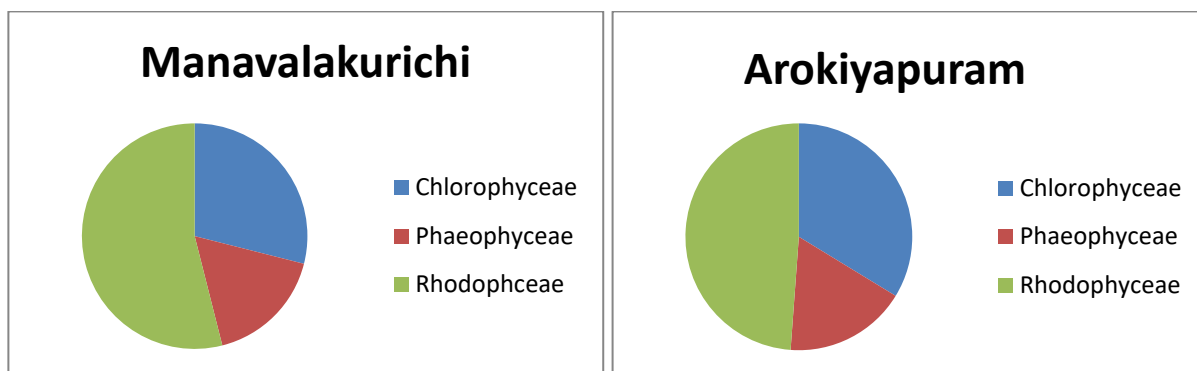 Manavalakurichi
Chlorophyceae
Phaeophyceae
Rhodophceae
Arokiyapuram
Chlorophyceae
Phaeophyceae
Rhodophyceae